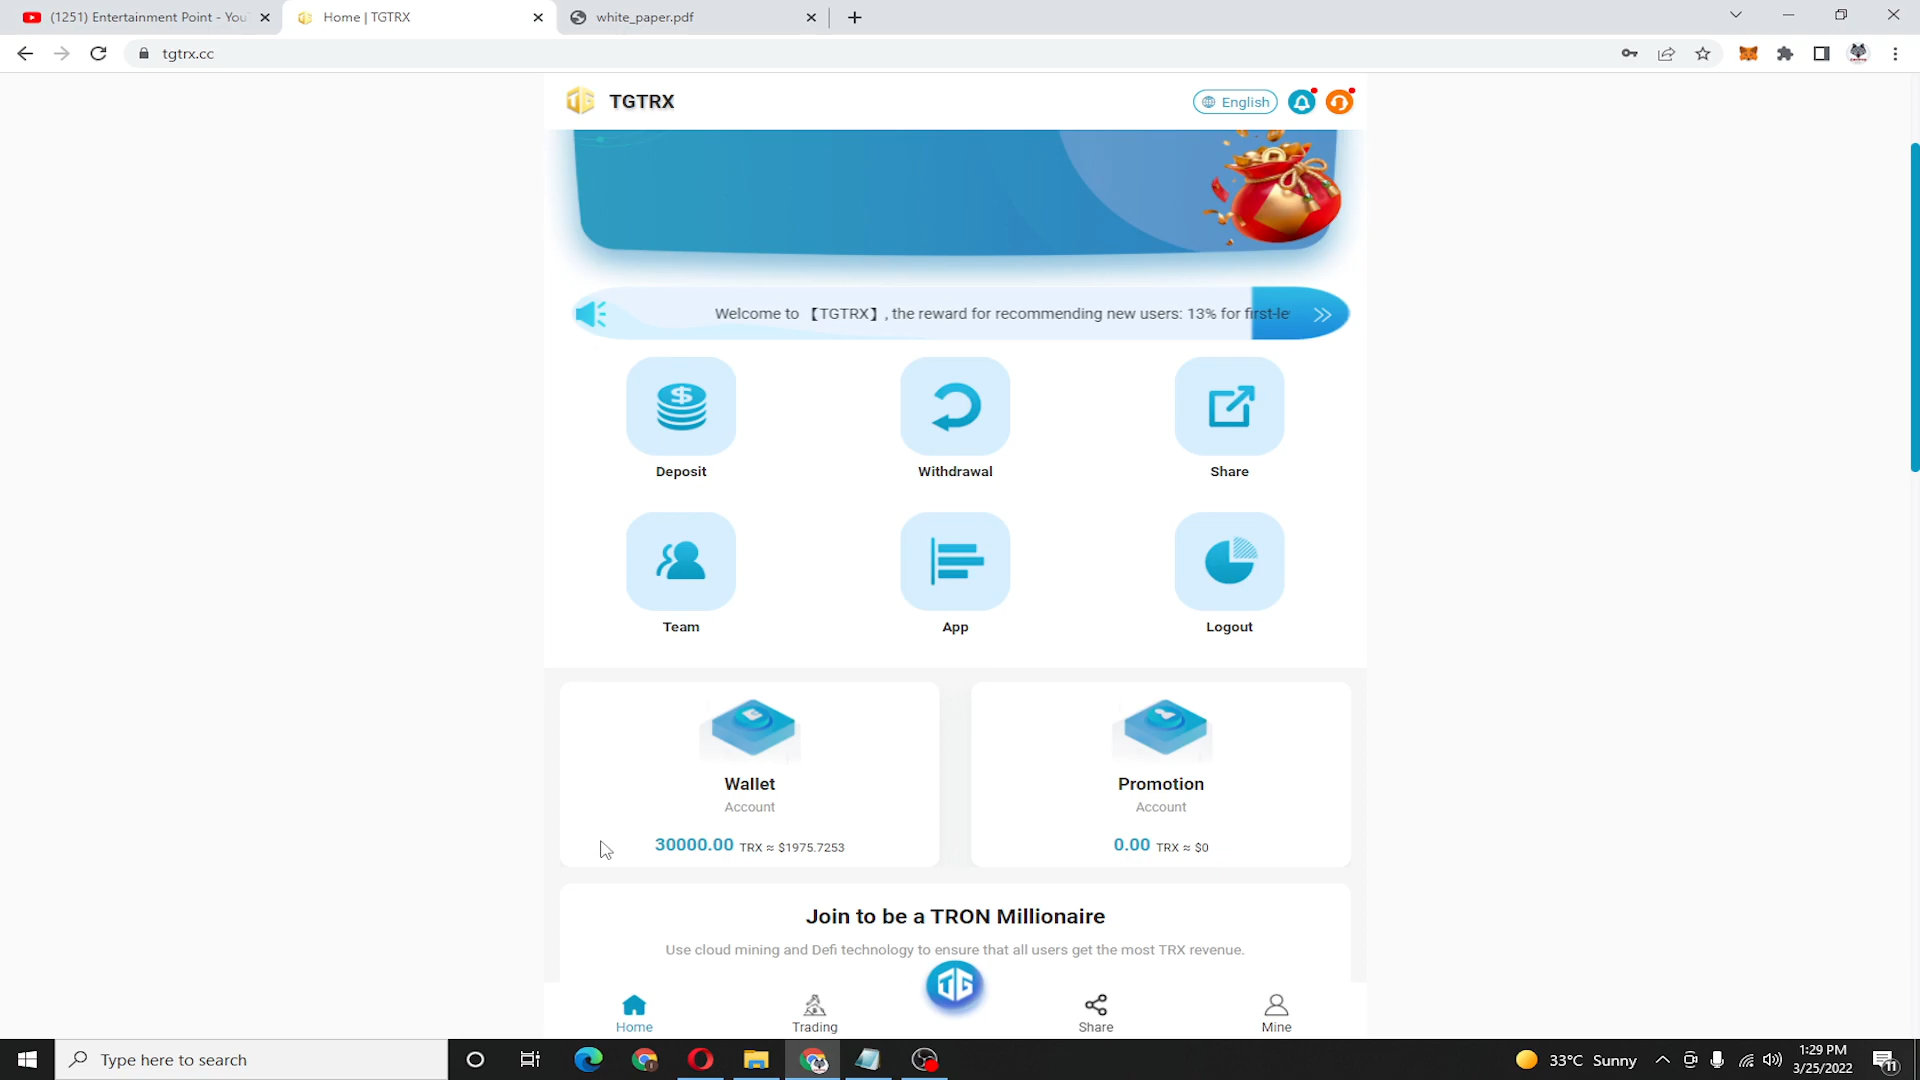 (1251) Entertainment Point - You
Home | TGTRX
white_paper.pdf
tgtrx.cc
TG TGTRX
English
Welcome to 【TGTRX】, the reward for recommending new users: 13% for first-le
Deposit
Withdrawal
Share
Team
App
Logout
Wallet
Account
30000.00 TRX ≈ $1975.7253
Promotion
Account
0.00 TRX ≈ $0
Join to be a TRON Millionaire
Use cloud mining and Defi technology to ensure that all users get the most TRX revenue.
TG
Home
Trading
Share
Mine
Type here to search
33°C Sunny
1:29 PM
3/25/2022
11